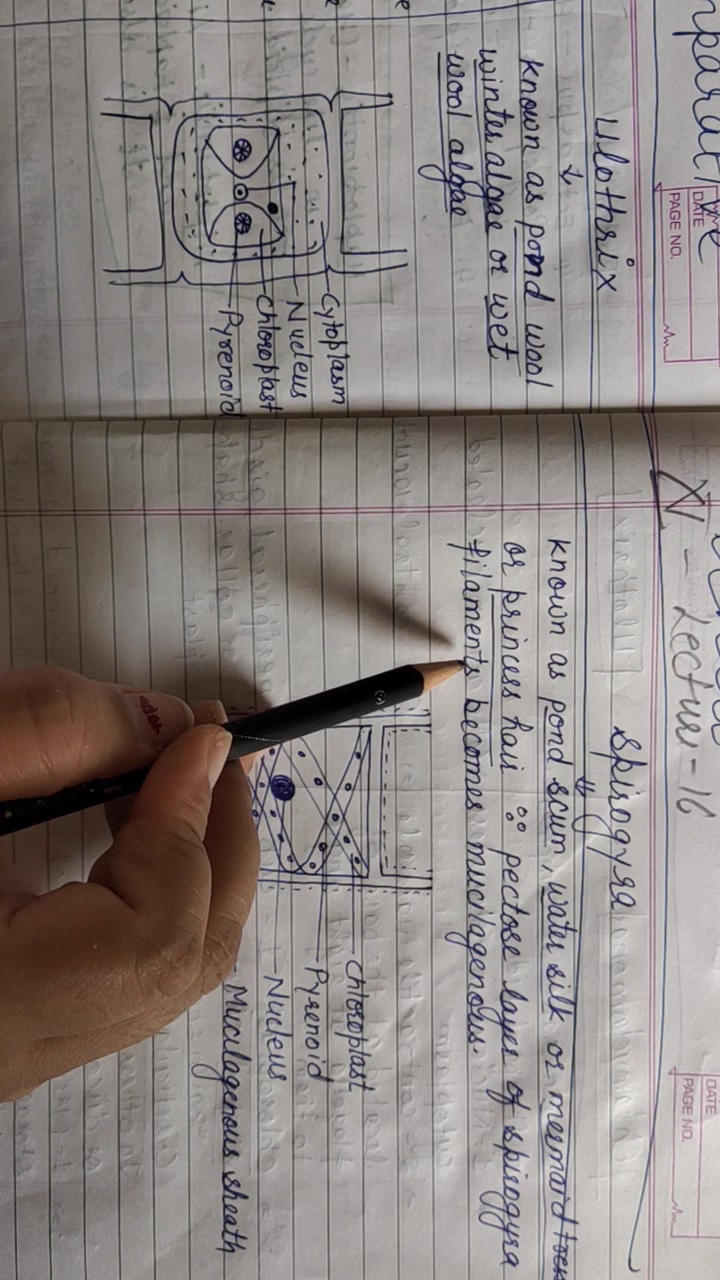 DATE
PAGE NO.
Ulothrix
↓
known as pond wool
winter algae or wet
wool algae
Cytoplasm
Nucleus
Chloroplast
Pyrenoid
XI - Lecture-16
DATE
PAGE NO.
Spirogyra
↓
known as pond scum, water silk or mermaid
or princess hair ∵ pectose layer of spirogyra
filaments becomes mucilagenous.
Chloroplast
Pyrenoid
Nucleus
Mucilagenous sheath